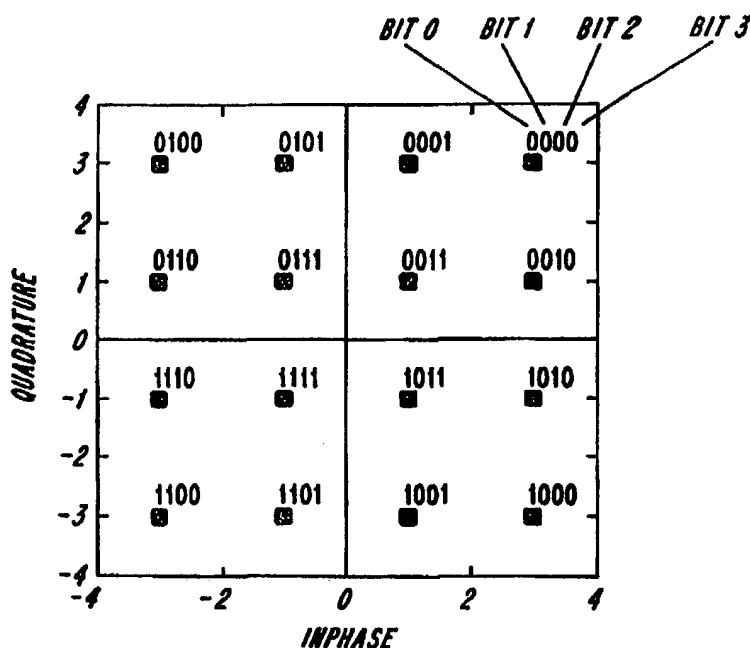 BIT 0 BIT 1 BIT 2 BIT 3
4
0100 0101 0001 0000
3
2
0110 0111 0011 0010
1
QUADRATURE
0
1110 1111 1011 1010
-1
-2
1100 1101 1001 1000
-3
-4
-4 -2 0 2 4
INPHASE